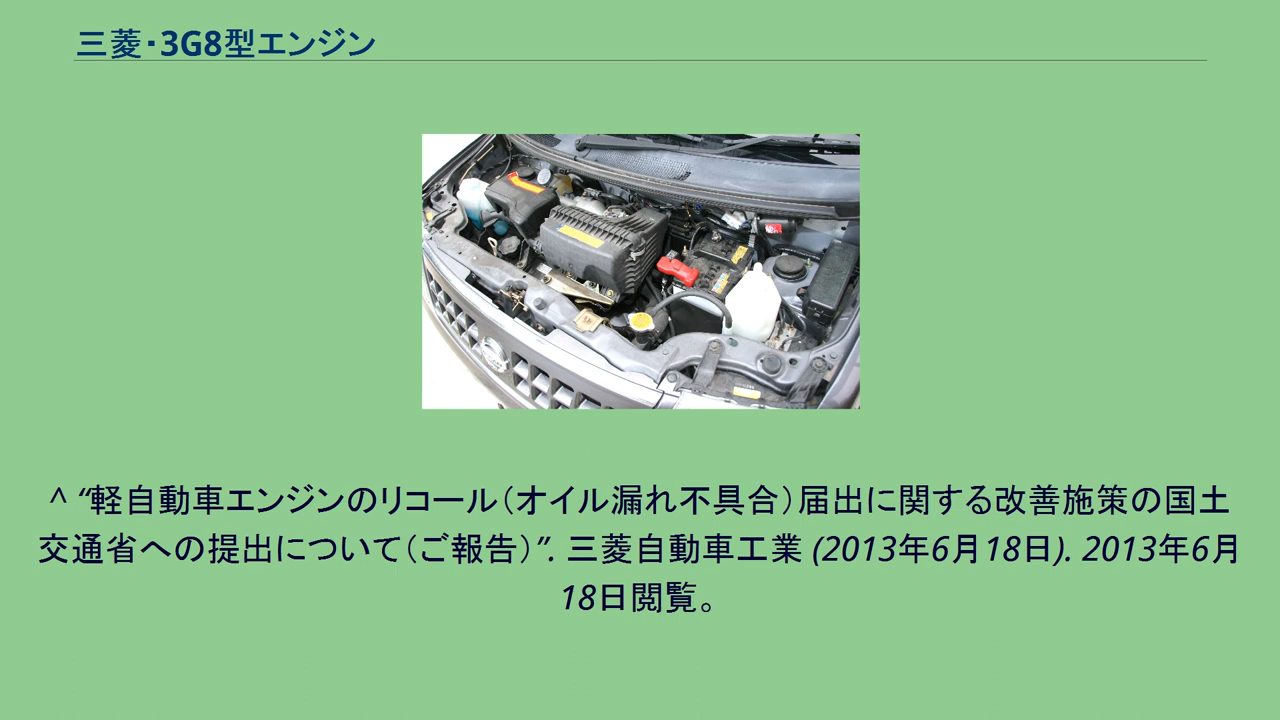 三菱・3G8型エンジン
^ “軽自動車エンジンのリコール（オイル漏れ不具合）届出に関する改善施策の国土
交通省への提出について（ご報告）”. 三菱自動車工業 (2013年6月18日). 2013年6月
18日閲覧。